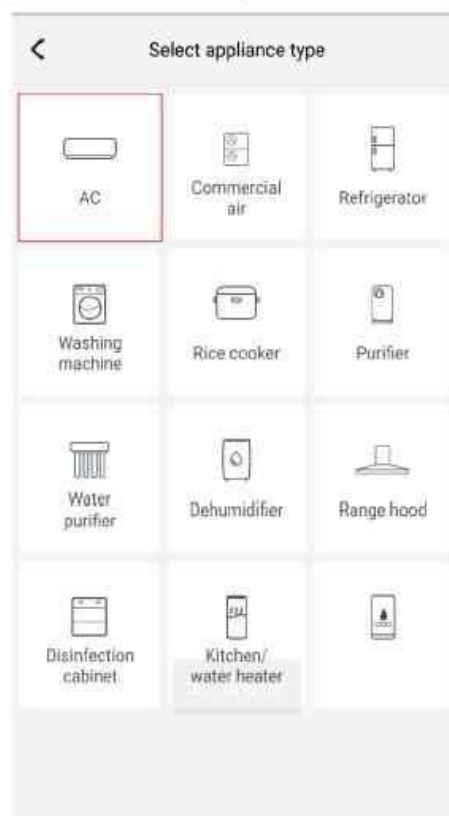 Select appliance type
AC
Commercial
air
Refrigerator
Washing
machine
Rice cooker
Purifier
Water
purifier
Dehumidifier
Range hood
Disinfection
cabinet
Kitchen/
water heater